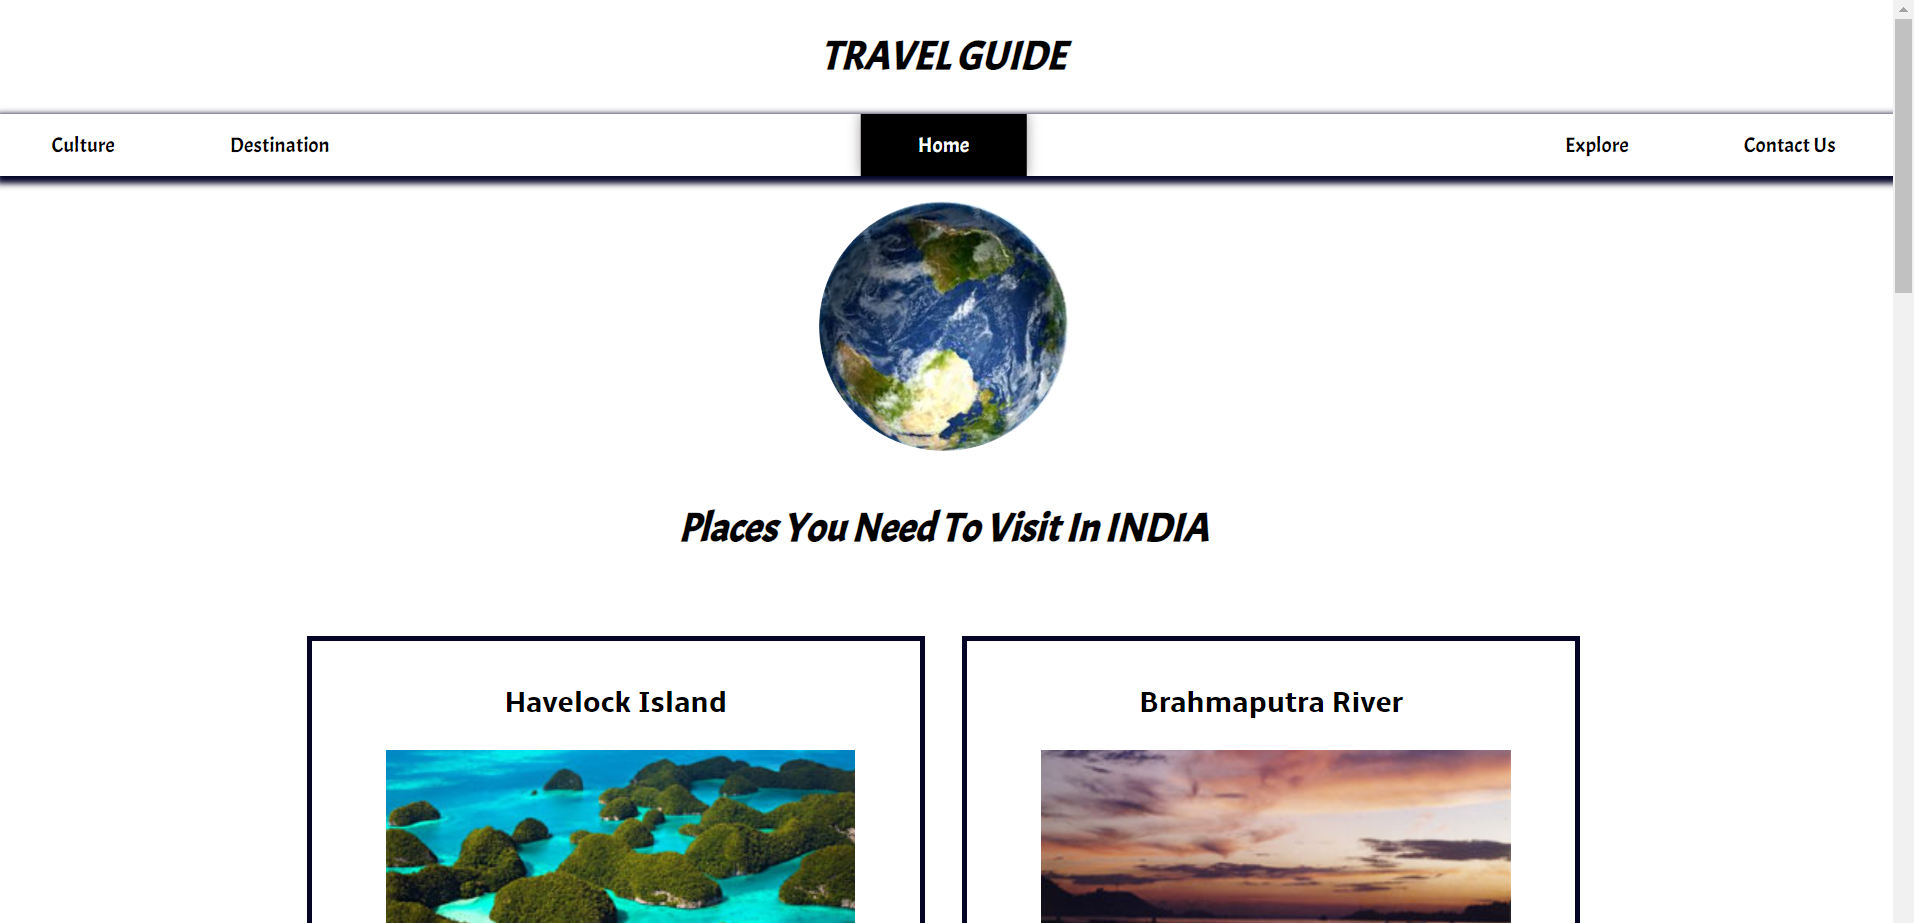 TRAVEL GUIDE
Culture Destination Home Explore Contact Us
Places You Need To Visit In INDIA
Havelock Island
Brahmaputra River